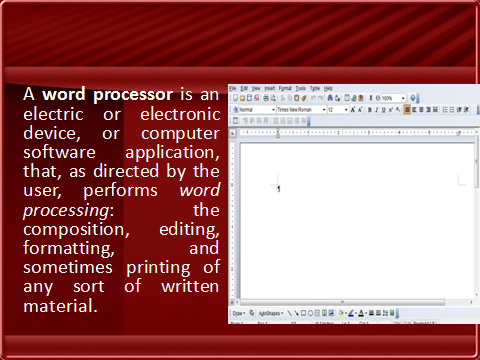 A word processor is an
electric or electronic
device, or computer
software application,
that, as directed by the
user, performs word
processing: the
composition, editing,
formatting, and
sometimes printing of
any sort of written
material.
File Edit View Insert Format Tools Table Window Help
Normal Times New Roman 12
Draw AutoShapes